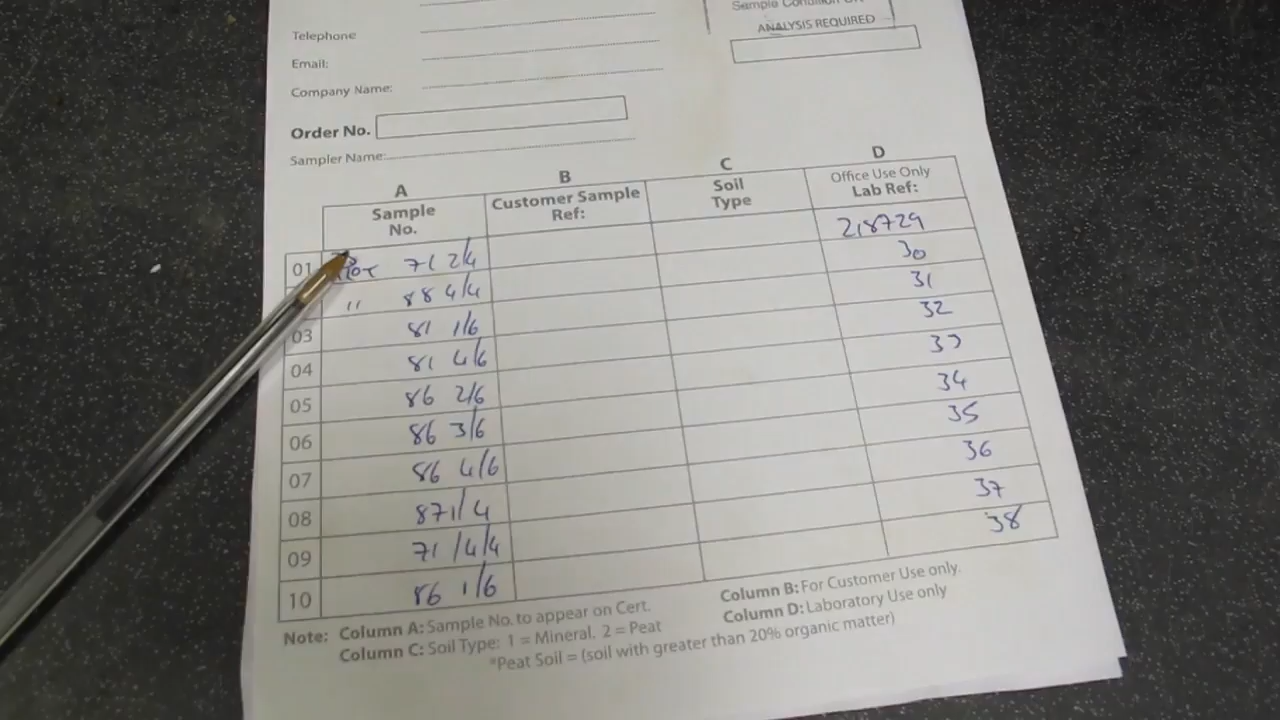 Sample Condition
Telephone
ANALYSIS REQUIRED
Email:
Company Name:
Order No.
Sampler Name:
A B C D
Sample No. Customer Sample Ref: Soil Type Office Use Only Lab Ref:
01 71 2/4 218729
" 88 4/4 30
03 81 1/6 31
04 81 4/6 32
05 86 2/6 33
06 86 3/6 34
07 86 4/6 35
08 87 1/4 36
09 71 /4/4 37
10 86 1/6 38
Note: Column A: Sample No. to appear on Cert. Column B: For Customer Use only.
Column C: Soil Type: 1 = Mineral. 2 = Peat Column D: Laboratory Use only
*Peat Soil = (soil with greater than 20% organic matter)